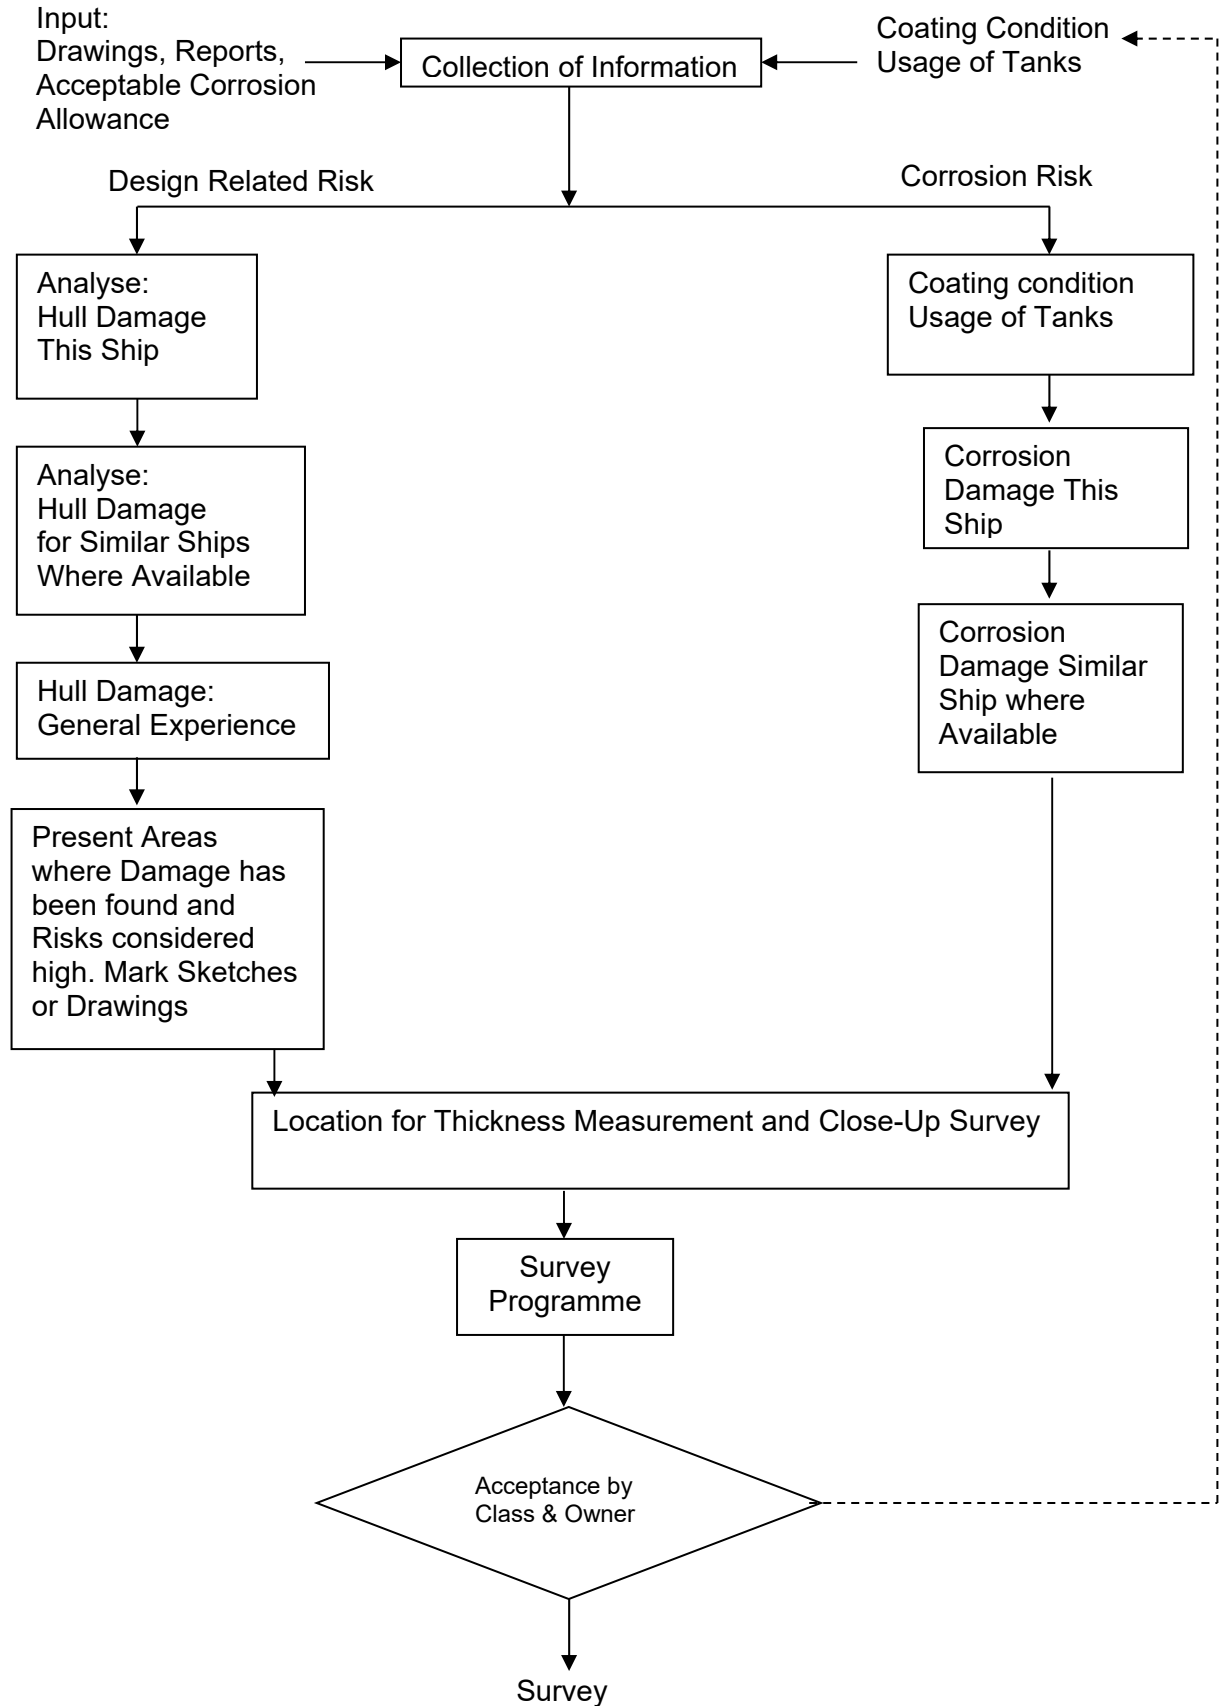 Input:
Drawings, Reports,
Acceptable Corrosion
Allowance
Collection of Information
Coating Condition
Usage of Tanks
Design Related Risk
Corrosion Risk
Analyse:
Hull Damage
This Ship
Coating condition
Usage of Tanks
Analyse:
Hull Damage
for Similar Ships
Where Available
Corrosion
Damage This
Ship
Hull Damage:
General Experience
Corrosion
Damage Similar
Ship where
Available
Present Areas
where Damage has
been found and
Risks considered
high. Mark Sketches
or Drawings
Location for Thickness Measurement and Close-Up Survey
Survey
Programme
Acceptance by
Class & Owner
Survey